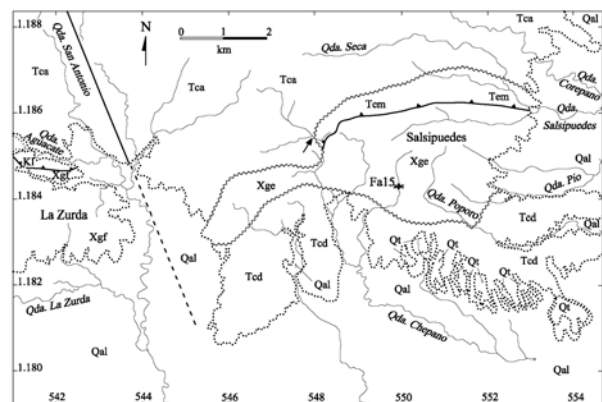 1.188
N
0 1 2
km
Qda. San Antonio
Tca
Tca
Tca
Tca
Qal
Qda. Seca
Qda. Corepano
1.186
Tem
Tem
Qda. Salsipuedes
Qda. Aguacate
Kf
Xgf
Salsipuedes
Xge
Xge
Fa15
Qal
1.184
Qda. Pio
Qda. Poporo
La Zurda
Xgf
Tcd
Qal
Tcd
Tcd
Tcd
Qal
Qt
Qt
Qt
Qt
Qal
1.182
Qda. La Zurda
Qda. Chepano
Qal
Qal
1.180
542 544 546 548 550 553 554